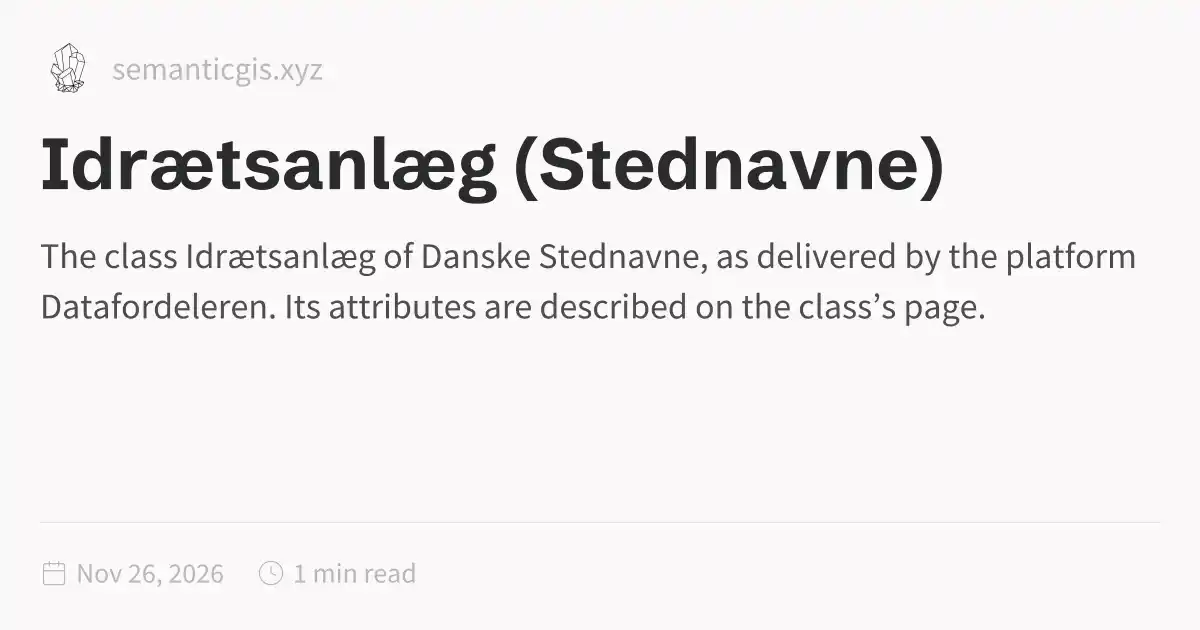 semanticgis.xyz
Idrætsanlæg (Stednavne)
The class Idrætsanlæg of Danske Stednavne, as delivered by the platform
Datafordeleren. Its attributes are described on the class’s page.
Nov 26, 2026 1 min read